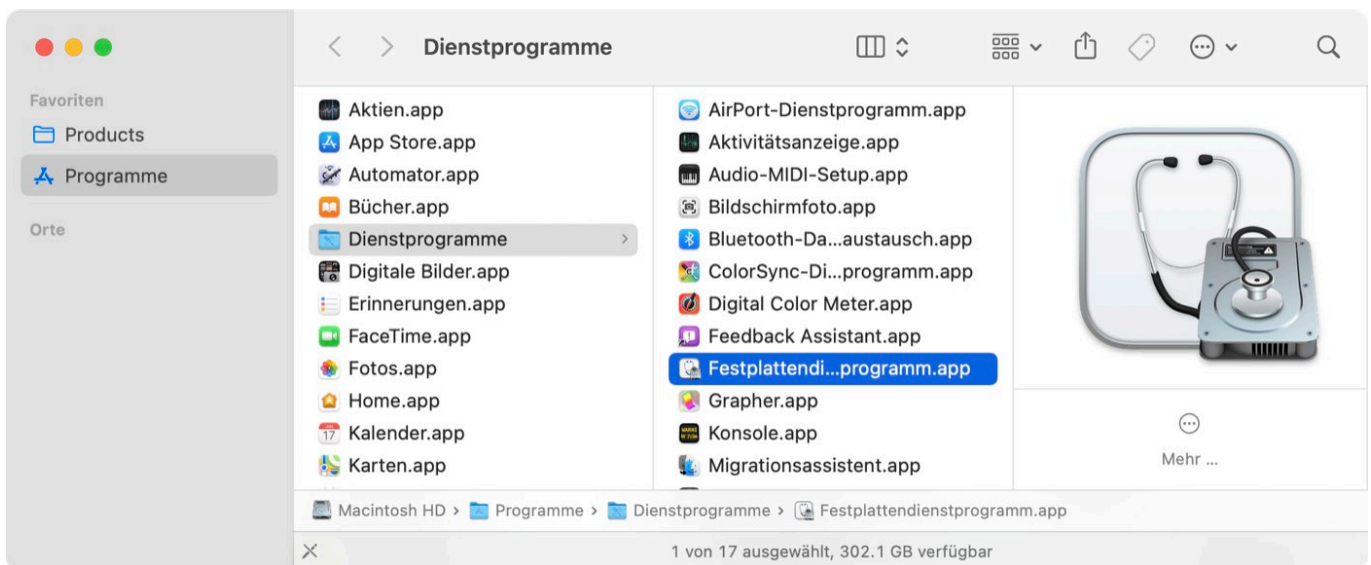 Dienstprogramme
Favoriten
Products
Programme
Orte
Aktien.app
App Store.app
Automator.app
Bücher.app
Dienstprogramme
Digitale Bilder.app
Erinnerungen.app
FaceTime.app
Fotos.app
Home.app
Kalender.app
Karten.app
AirPort-Dienstprogramm.app
Aktivitätsanzeige.app
Audio-MIDI-Setup.app
Bildschirmfoto.app
Bluetooth-Da...austausch.app
ColorSync-Di...programm.app
Digital Color Meter.app
Feedback Assistant.app
Festplattendi...programm.app
Grapher.app
Konsole.app
Migrationsassistent.app
Mehr ...
Macintosh HD › Programme › Dienstprogramme › Festplattendienstprogramm.app
1 von 17 ausgewählt, 302.1 GB verfügbar